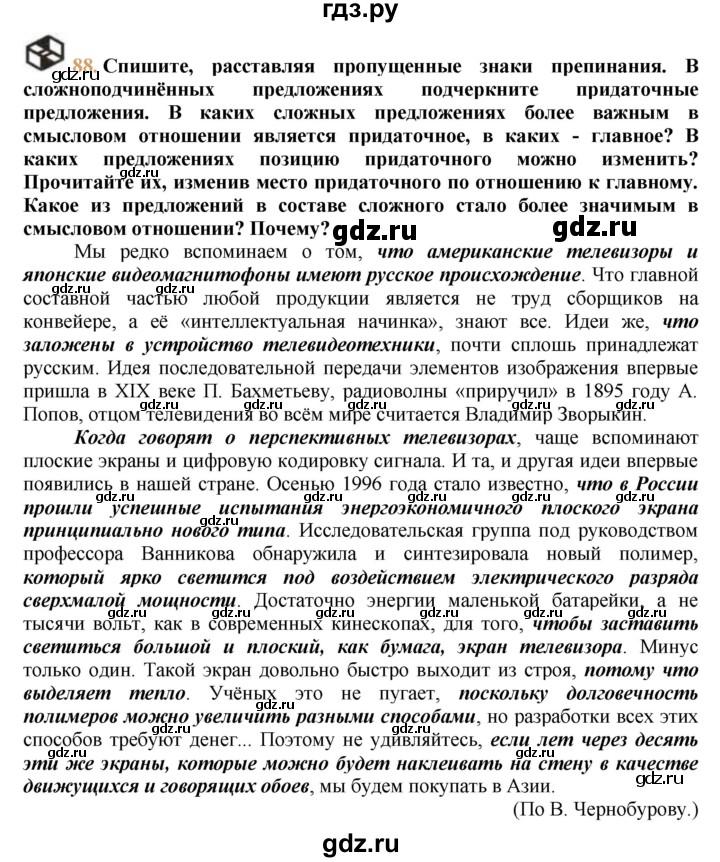 гдз.ру
88. Спишите, расставляя пропущенные знаки препинания. В
сложноподчинённых предложениях подчеркните придаточные
предложения. В каких сложных предложениях более важным в
смысловом отношении является придаточное, в каких - главное? В
каких предложениях позицию придаточного можно изменить?
Прочитайте их, изменив место придаточного по отношению к главному.
Какое из предложений в составе сложного стало более значимым в
смысловом отношении? Почему?
Мы редко вспоминаем о том, что американские телевизоры и
японские видеомагнитофоны имеют русское происхождение. Что главной
составной частью любой продукции является не труд сборщиков на
конвейере, а её «интеллектуальная начинка», знают все. Идеи же, что
заложены в устройство телевидеотехники, почти сплошь принадлежат
русским. Идея последовательной передачи элементов изображения впервые
пришла в XIX веке П. Бахметьеву, радиоволны «приручил» в 1895 году А.
Попов, отцом телевидения во всём мире считается Владимир Зворыкин.
Когда говорят о перспективных телевизорах, чаще вспоминают
плоские экраны и цифровую кодировку сигнала. И та, и другая идеи впервые
появились в нашей стране. Осенью 1996 года стало известно, что в России
прошли успешные испытания энергоэкономичного плоского экрана
принципиально нового типа. Исследовательская группа под руководством
профессора Ванникова обнаружила и синтезировала новый полимер,
который ярко светится под воздействием электрического разряда
сверхмалой мощности. Достаточно энергии маленькой батарейки, а не
тысячи вольт, как в современных кинескопах, для того, чтобы заставить
светиться большой и плоский, как бумага, экран телевизора. Минус
только один. Такой экран довольно быстро выходит из строя, потому что
выделяет тепло. Учёных это не пугает, поскольку долговечность
полимеров можно увеличить разными способами, но разработки всех этих
способов требуют денег... Поэтому не удивляйтесь, если лет через десять
эти же экраны, которые можно будет наклеивать на стену в качестве
движущихся и говорящих обоев, мы будем покупать в Азии.
(По В. Чернобурову.)
gdz.ru